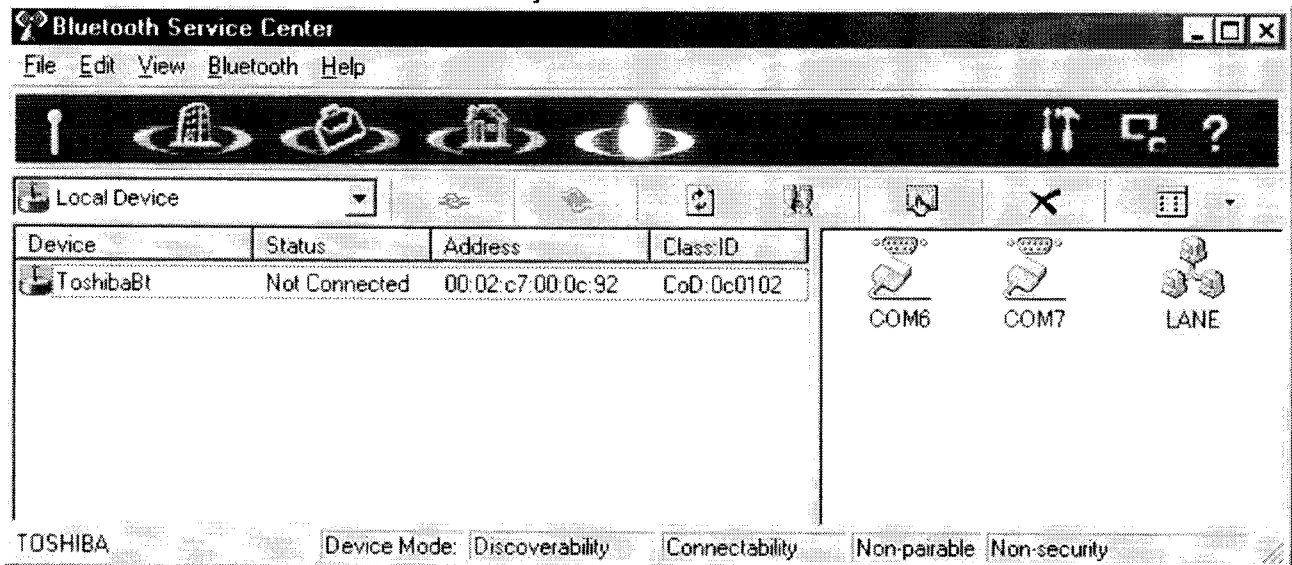 Bluetooth Service Center
File Edit View Bluetooth Help
?
Local Device
Device Status Address Class:ID
ToshibaBt Not Connected 00:02:c7:00:0c:92 CoD:0c0102
COM6 COM7 LANE
TOSHIBA Device Mode: Discoverability Connectability Non-pairable Non-security